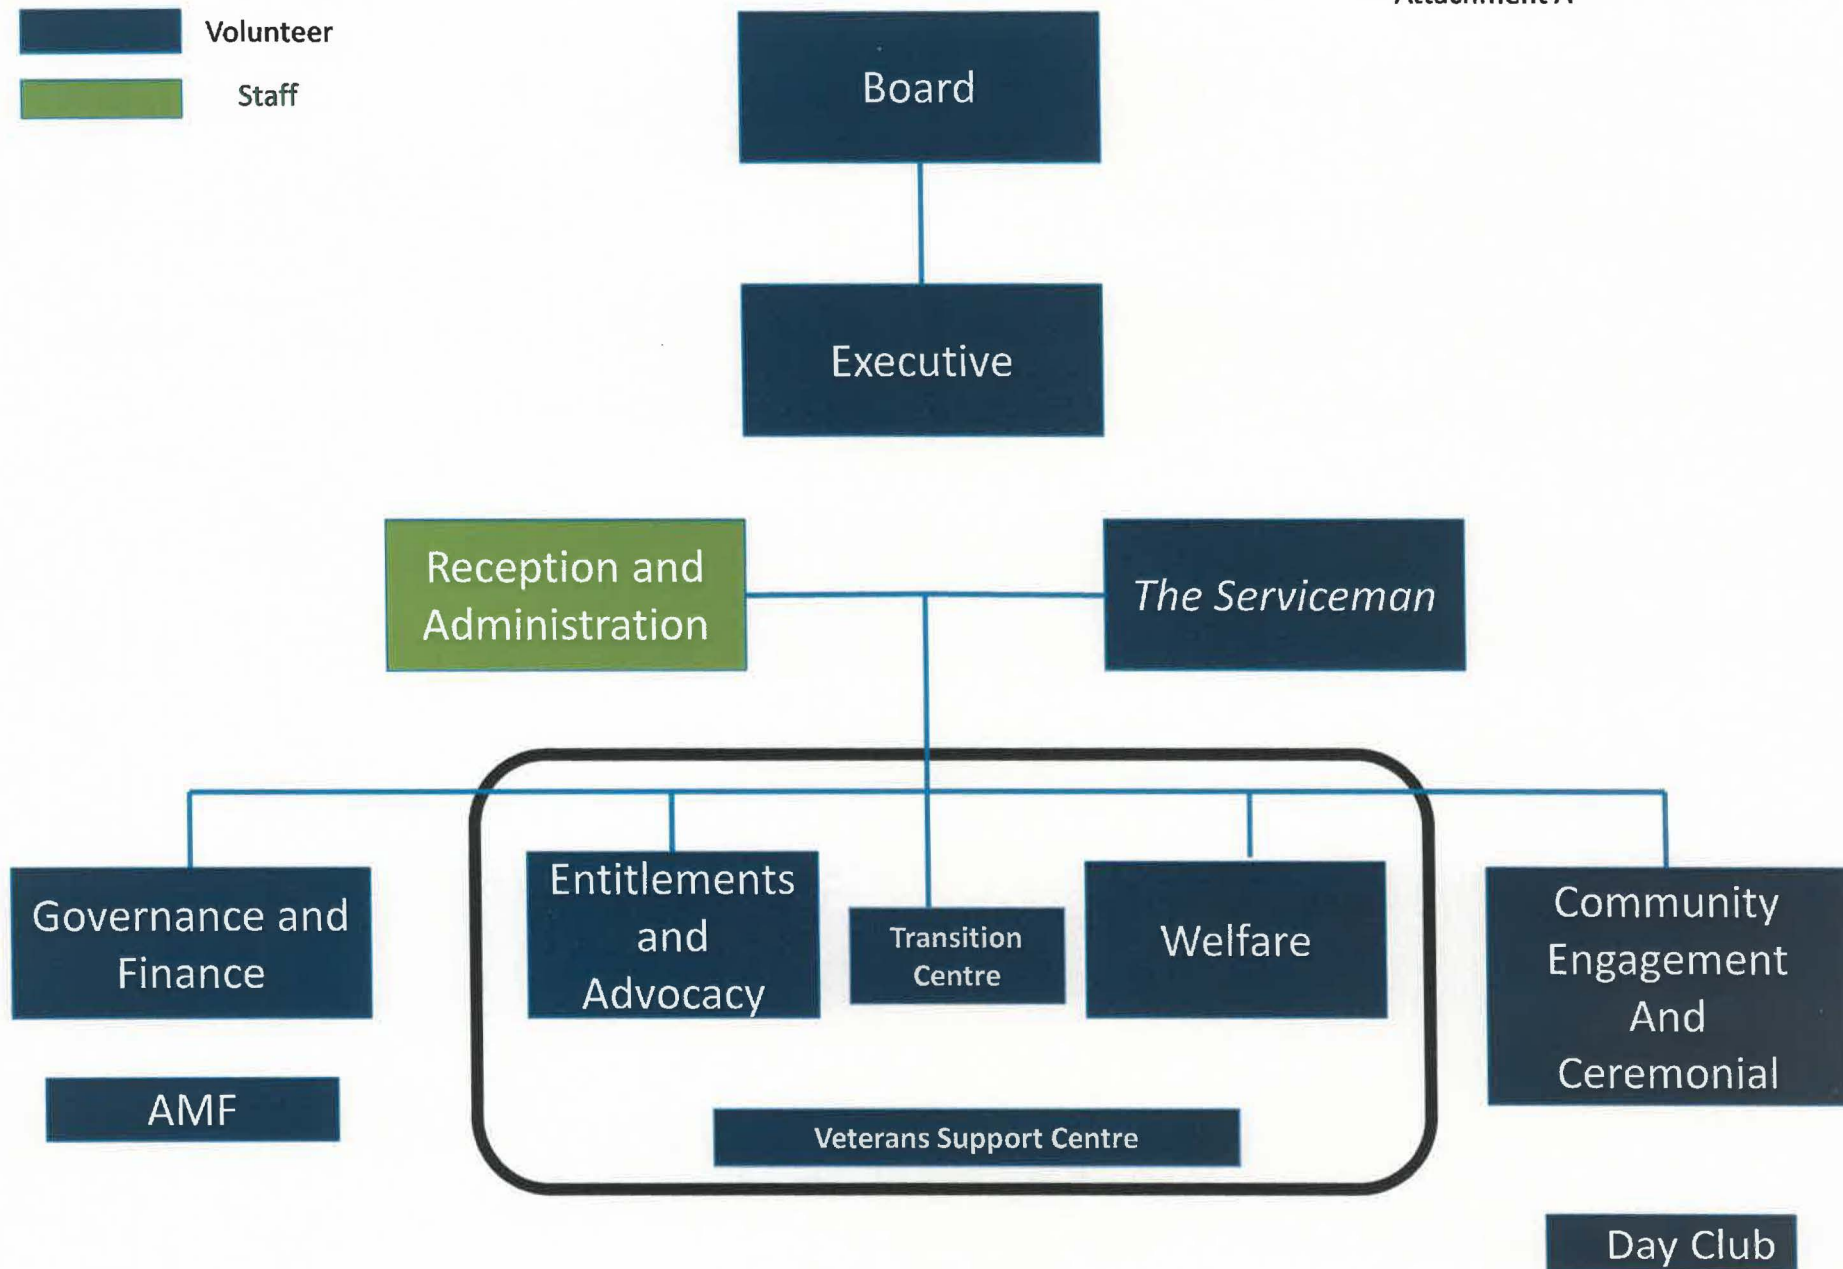 Attachment A
Volunteer
Staff
Board
Executive
Reception and
Administration
The Serviceman
Governance and
Finance
Entitlements
and
Advocacy
Transition
Centre
Welfare
Community
Engagement
And
Ceremonial
AMF
Veterans Support Centre
Day Club